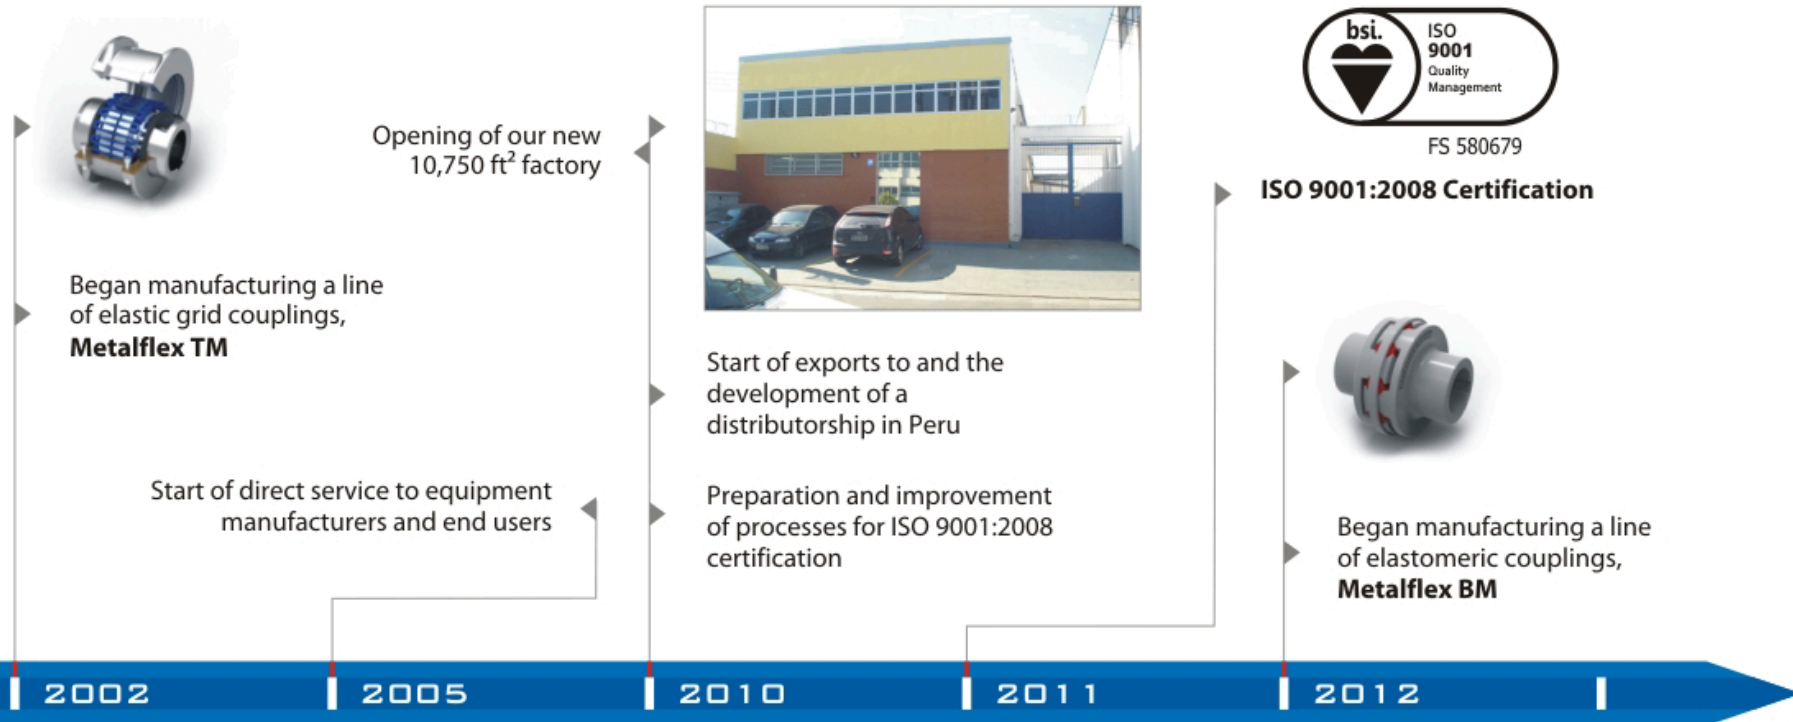 bsi.
ISO
9001
Quality
Management
FS 580679
ISO 9001:2008 Certification
Opening of our new
10,750 ft² factory
Began manufacturing a line
of elastic grid couplings,
Metalflex TM
Start of exports to and the
development of a
distributorship in Peru
Start of direct service to equipment
manufacturers and end users
Preparation and improvement
of processes for ISO 9001:2008
certification
Began manufacturing a line
of elastomeric couplings,
Metalflex BM
2002
2005
2010
2011
2012